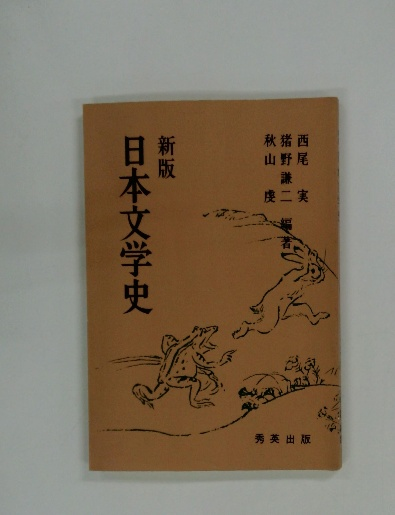 西尾 実
猪野謙二 編著
秋山 虔
新版
日本文学史
秀英出版